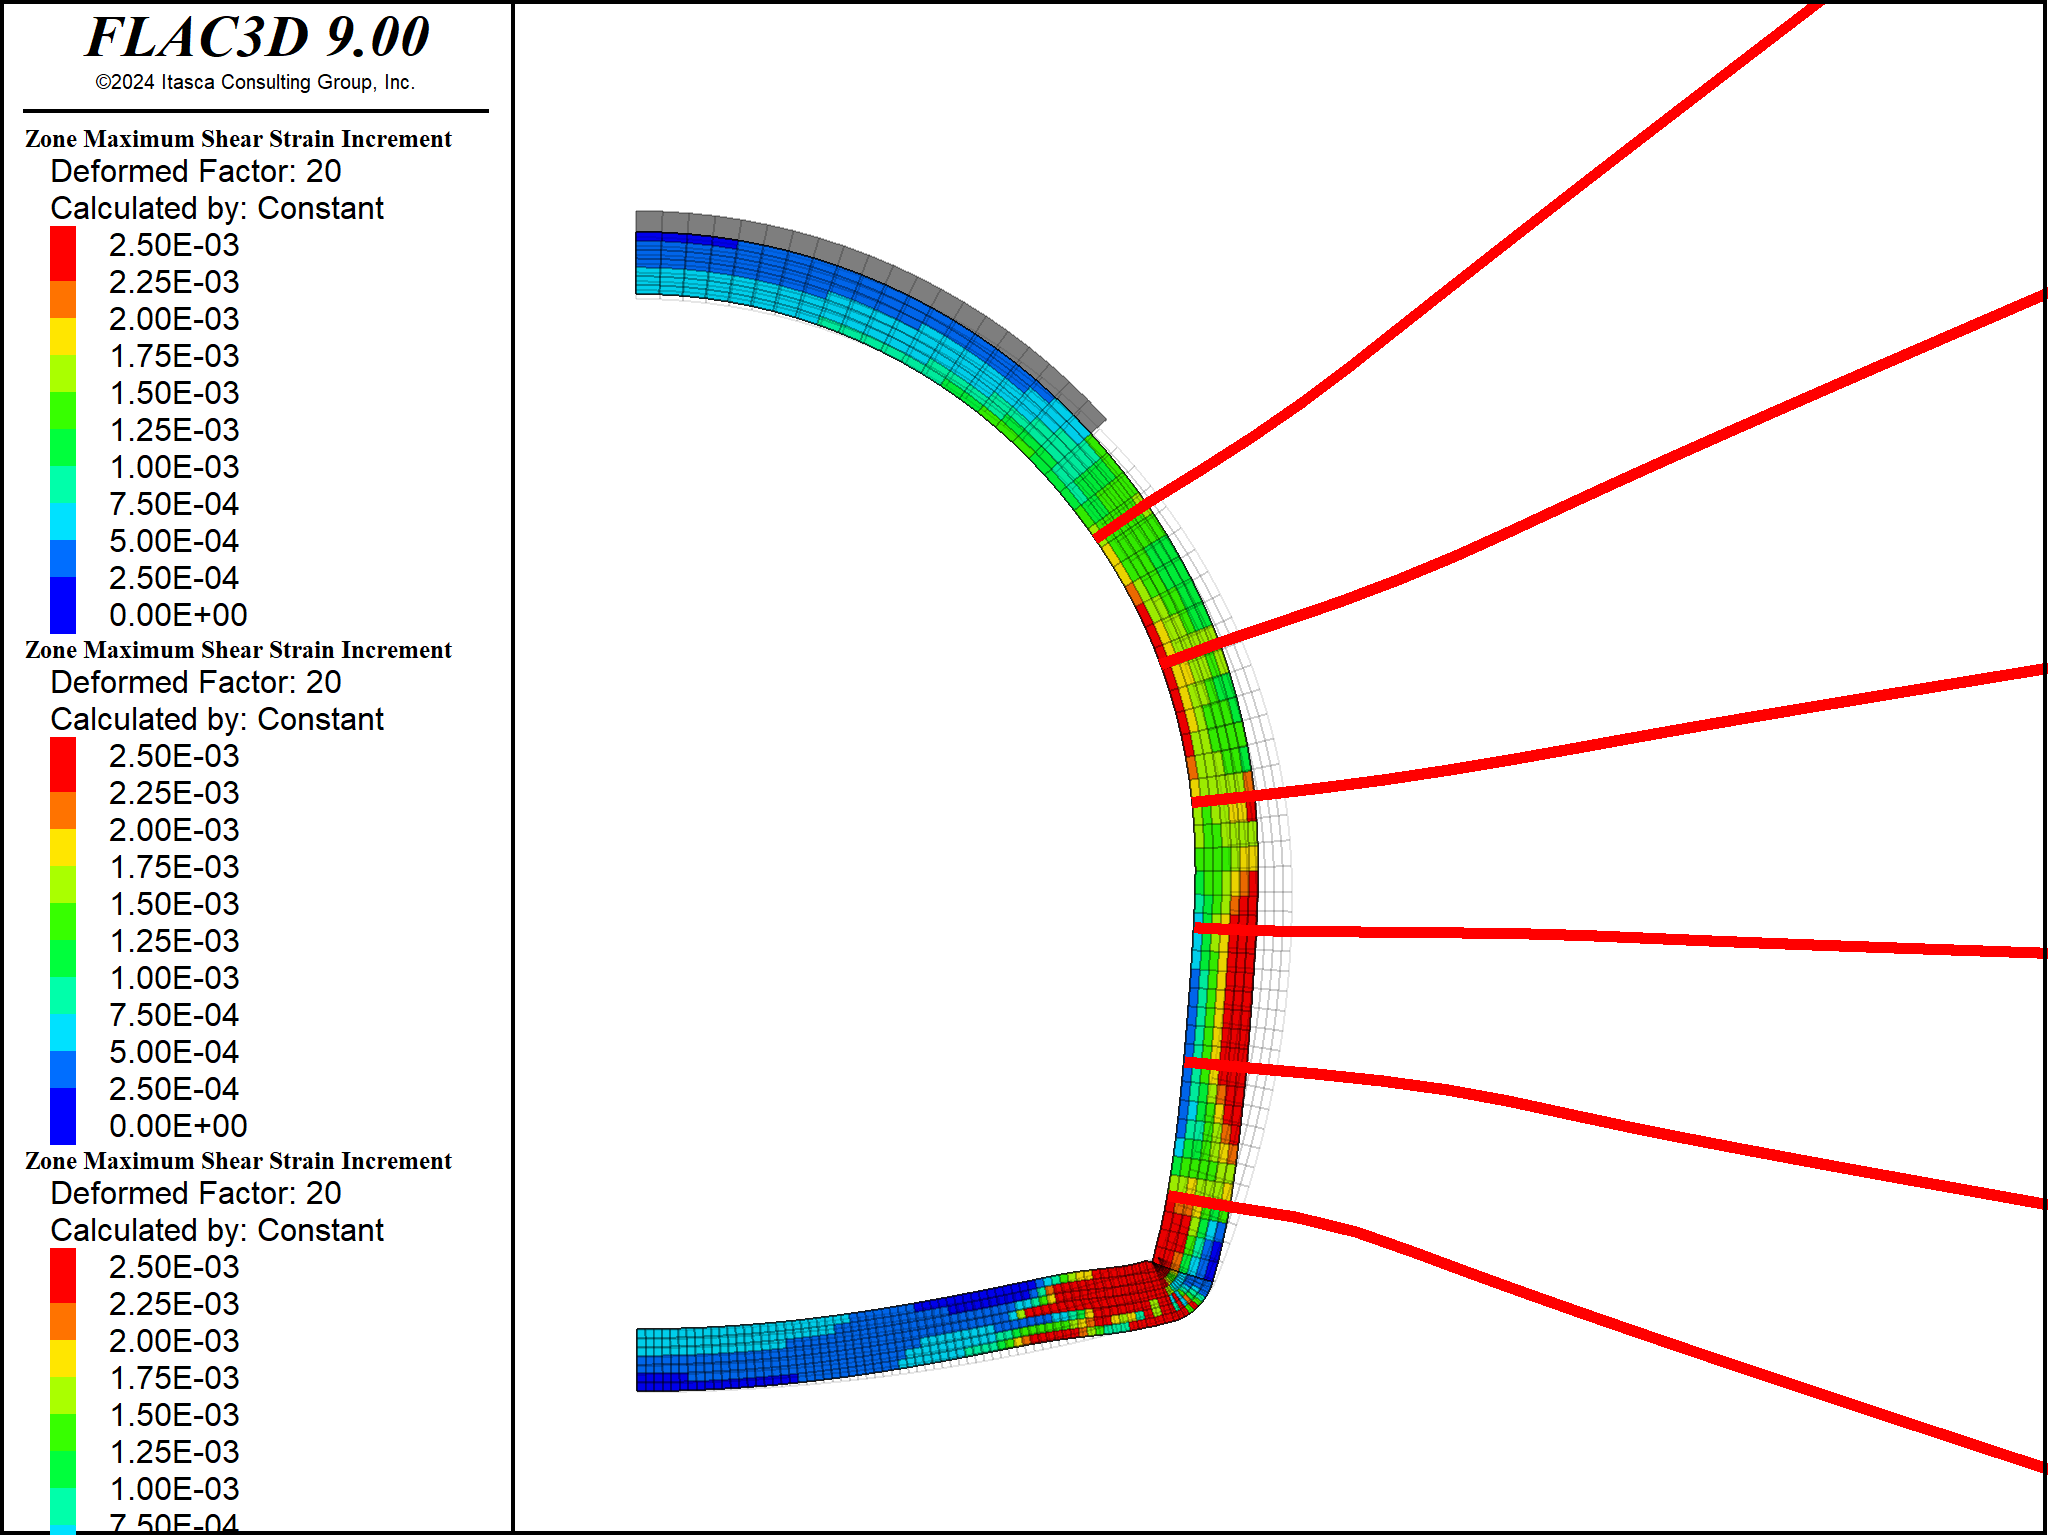 FLAC3D 9.00
©2024 Itasca Consulting Group, Inc.
Zone Maximum Shear Strain Increment
Deformed Factor: 20
Calculated by: Constant
2.50E-03
2.25E-03
2.00E-03
1.75E-03
1.50E-03
1.25E-03
1.00E-03
7.50E-04
5.00E-04
2.50E-04
0.00E+00
Zone Maximum Shear Strain Increment
Deformed Factor: 20
Calculated by: Constant
2.50E-03
2.25E-03
2.00E-03
1.75E-03
1.50E-03
1.25E-03
1.00E-03
7.50E-04
5.00E-04
2.50E-04
0.00E+00
Zone Maximum Shear Strain Increment
Deformed Factor: 20
Calculated by: Constant
2.50E-03
2.25E-03
2.00E-03
1.75E-03
1.50E-03
1.25E-03
1.00E-03
7.50E-04